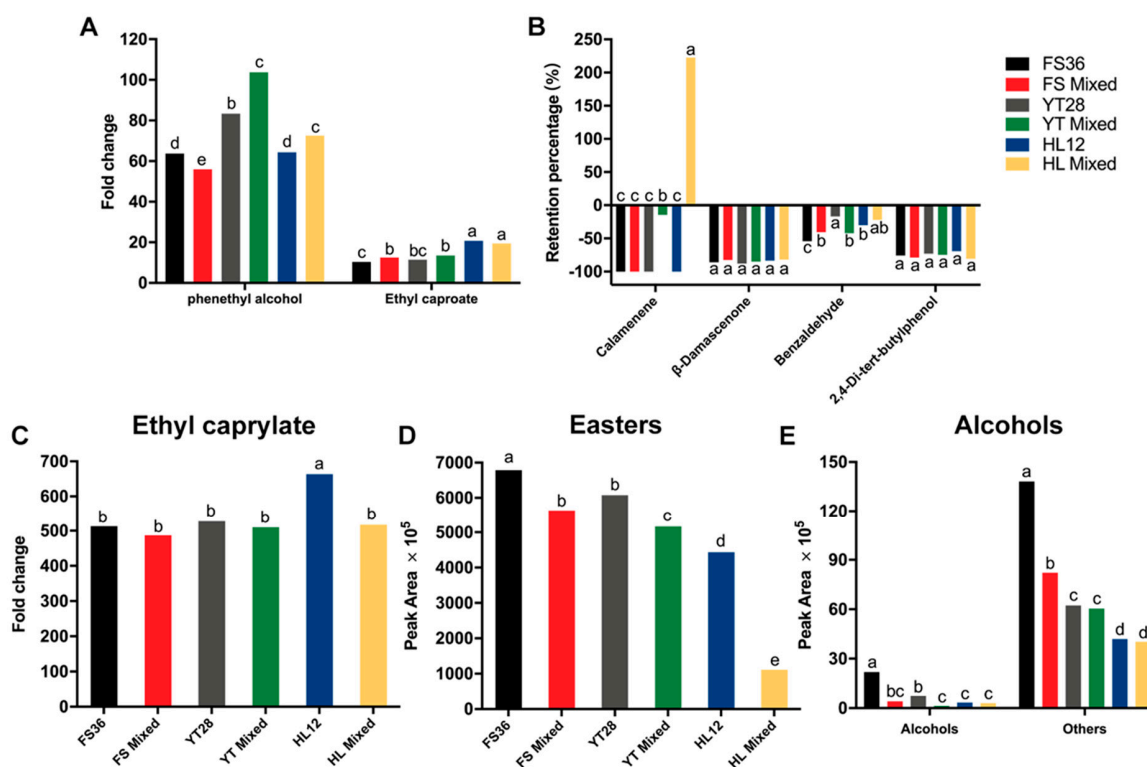 A
120
100
80
60
40
20
0
Fold change
d
e
b
c
d
c
c
b
bc
b
a
a
phenethyl alcohol
Ethyl caproate
B
250
200
150
100
50
0
-50
-100
Retention percentage (%)
c c c b c
a
a a a a a a
c
b
a
b
b
ab
a a a a a a
Calamenene
β-Damascenone
Benzaldehyde
2,4-Di-tert-butylphenol
FS36
FS Mixed
YT28
YT Mixed
HL12
HL Mixed
C
Ethyl caprylate
700
600
500
400
300
200
100
0
Fold change
b
b
b
b
a
b
FS36
FS Mixed
YT28
YT Mixed
HL12
HL Mixed
D
Easters
7000
6000
5000
4000
3000
2000
1000
0
Peak Area × 10⁵
a
b
b
c
d
e
FS36
FS Mixed
YT28
YT Mixed
HL12
HL Mixed
E
Alcohols
150
120
90
60
30
0
Peak Area × 10⁵
a
bc
b
c
c
c
a
b
c
c
d
d
Alcohols
Others